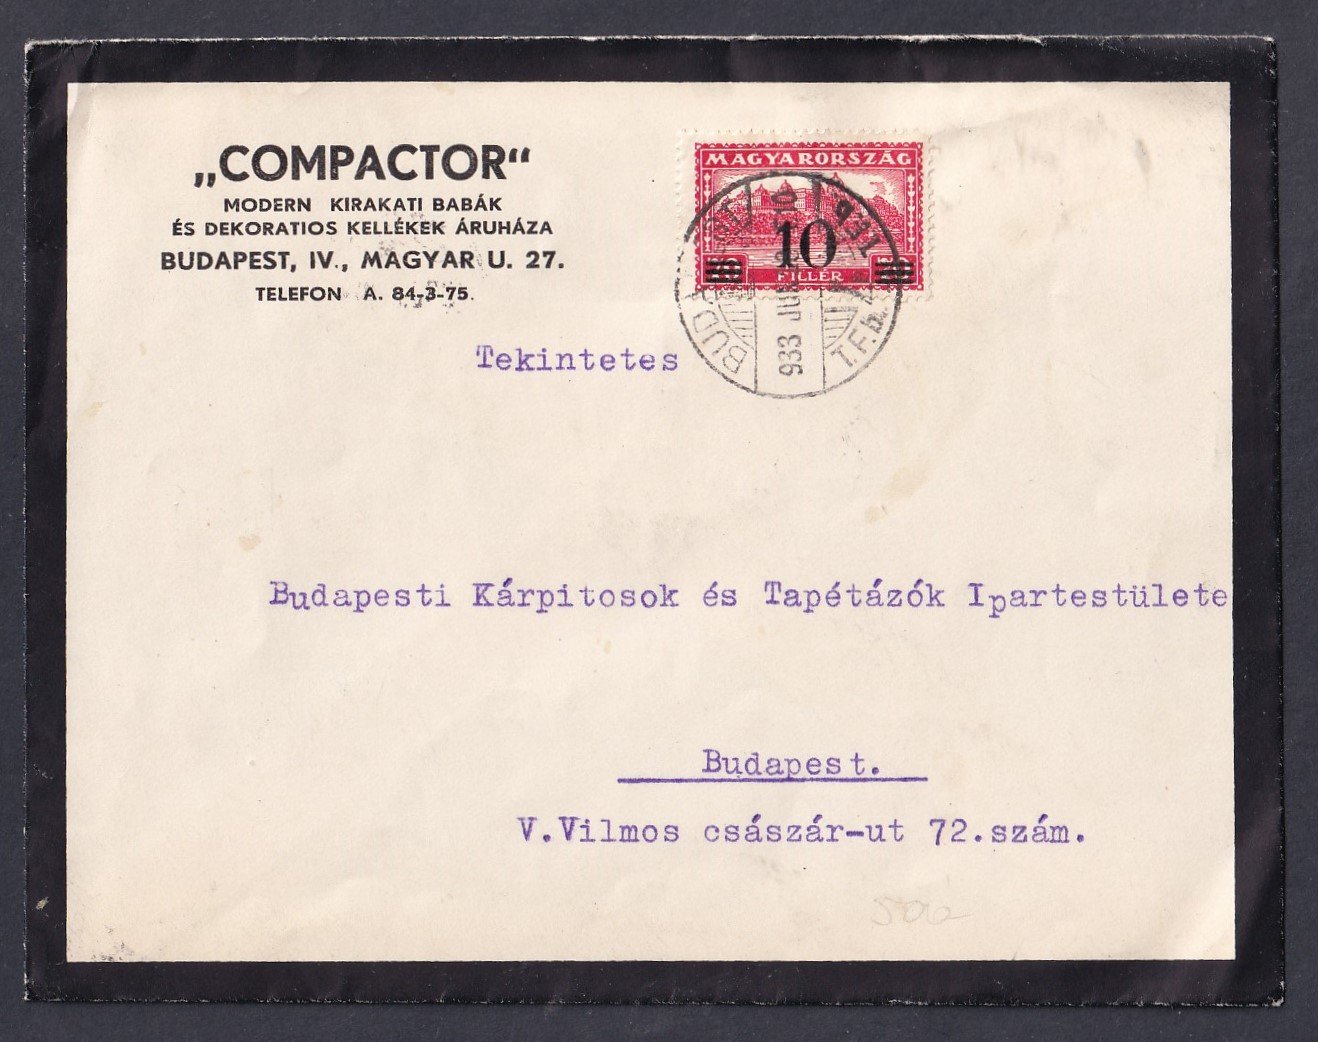 „COMPACTOR“
MODERN KIRAKATI BABÁK
ÉS DEKORATIOS KELLÉKEK ÁRUHÁZA
BUDAPEST, IV., MAGYAR U. 27.
TELEFON A. 84-3-75.
MAGYARORSZÁG
10
FILLÉR
933 JUN
T.F.b.
Tekintetes
Budapesti Kárpitosok és Tapétázók Ipartestülete
Budapest.
V.Vilmos császár-ut 72.szám.